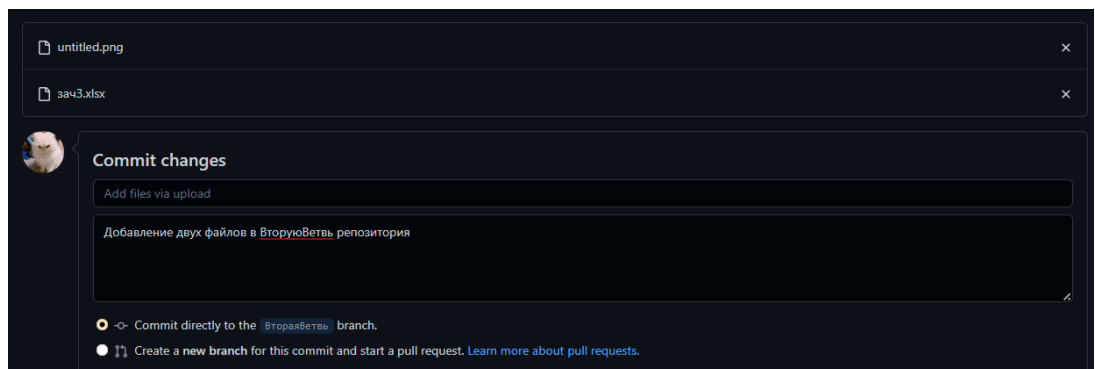 untitled.png
зач3.xlsx
Commit changes
Add files via upload
Добавление двух файлов в ВторуюВетвь репозитория
Commit directly to the ВтораяВетвь branch.
Create a new branch for this commit and start a pull request. Learn more about pull requests.